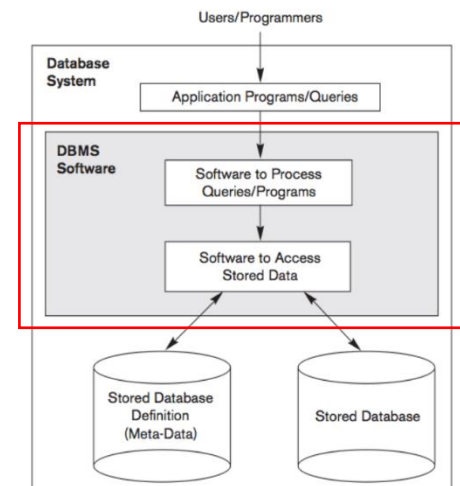 Users/Programmers
Database
System
Application Programs/Queries
DBMS
Software
Software to Process
Queries/Programs
Software to Access
Stored Data
Stored Database
Definition
(Meta-Data)
Stored Database